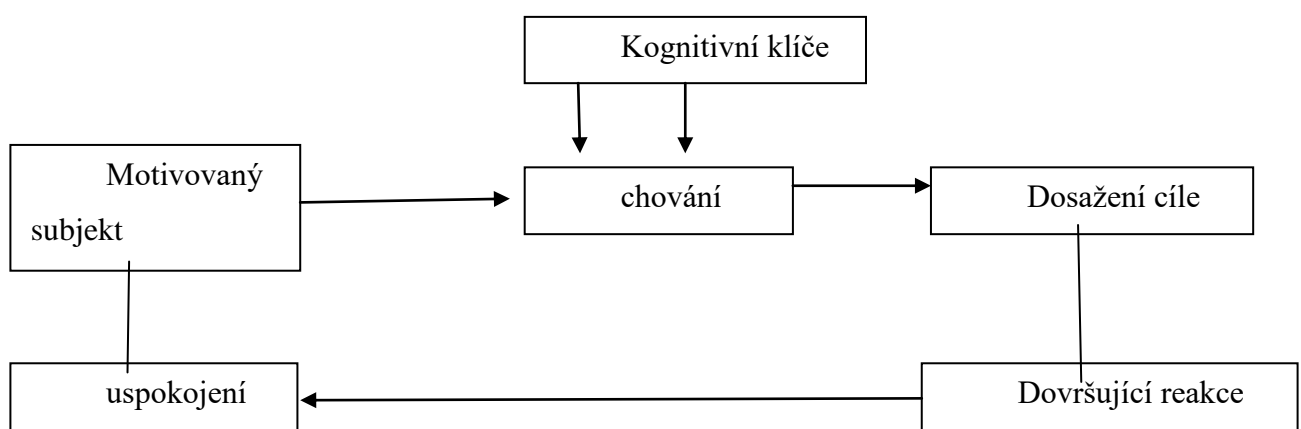 Kognitivní klíče
Motivovaný
subjekt
chování
Dosažení cíle
uspokojení
Dovršující reakce